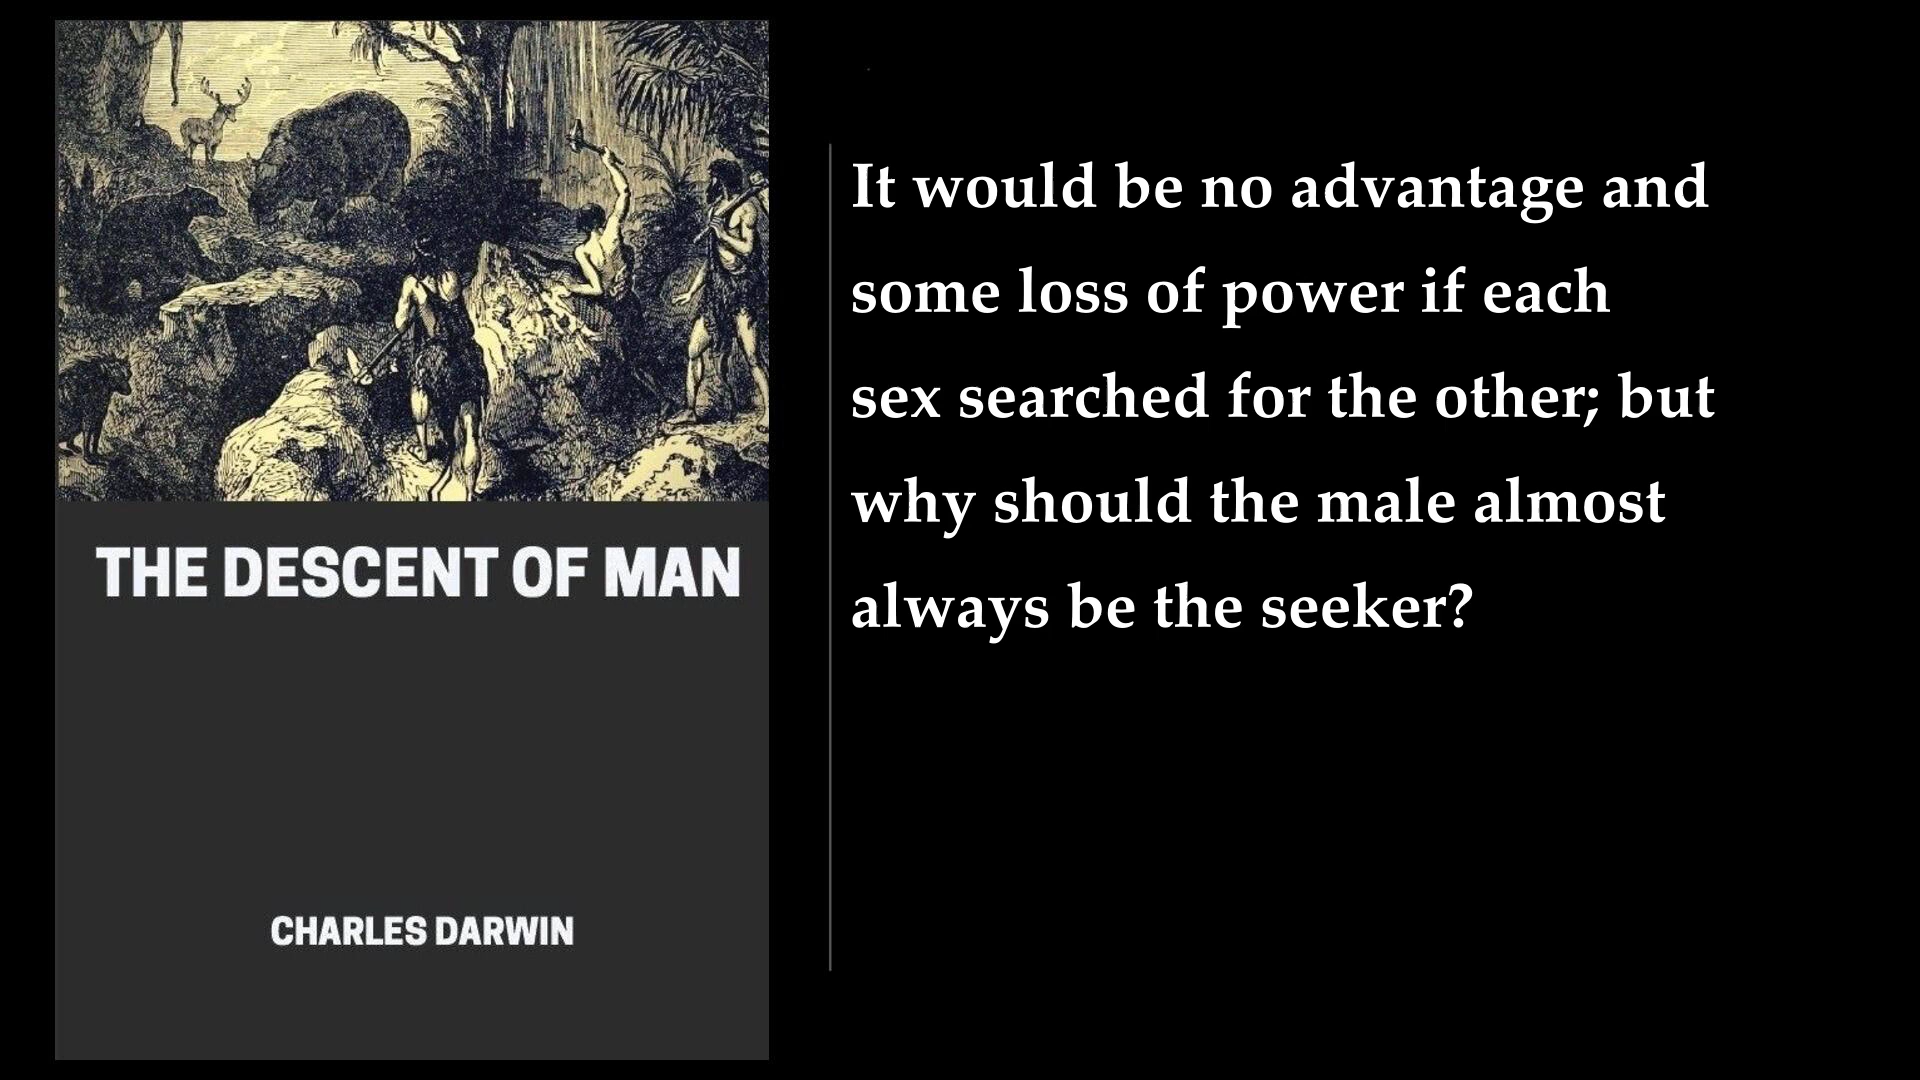 THE DESCENT OF MAN
CHARLES DARWIN
It would be no advantage and
some loss of power if each
sex searched for the other; but
why should the male almost
always be the seeker?